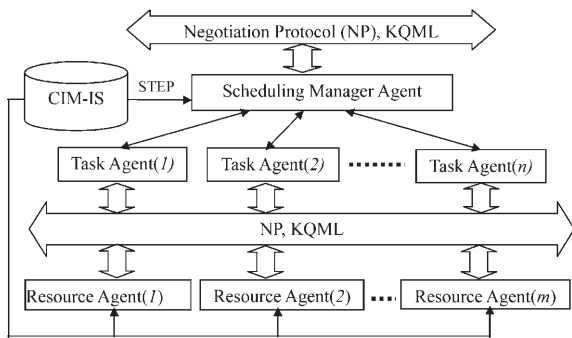 Negotiation Protocol (NP), KQML
CIM-IS
STEP
Scheduling Manager Agent
Task Agent(1)
Task Agent(2)
Task Agent(n)
NP, KQML
Resource Agent(1)
Resource Agent(2)
Resource Agent(m)